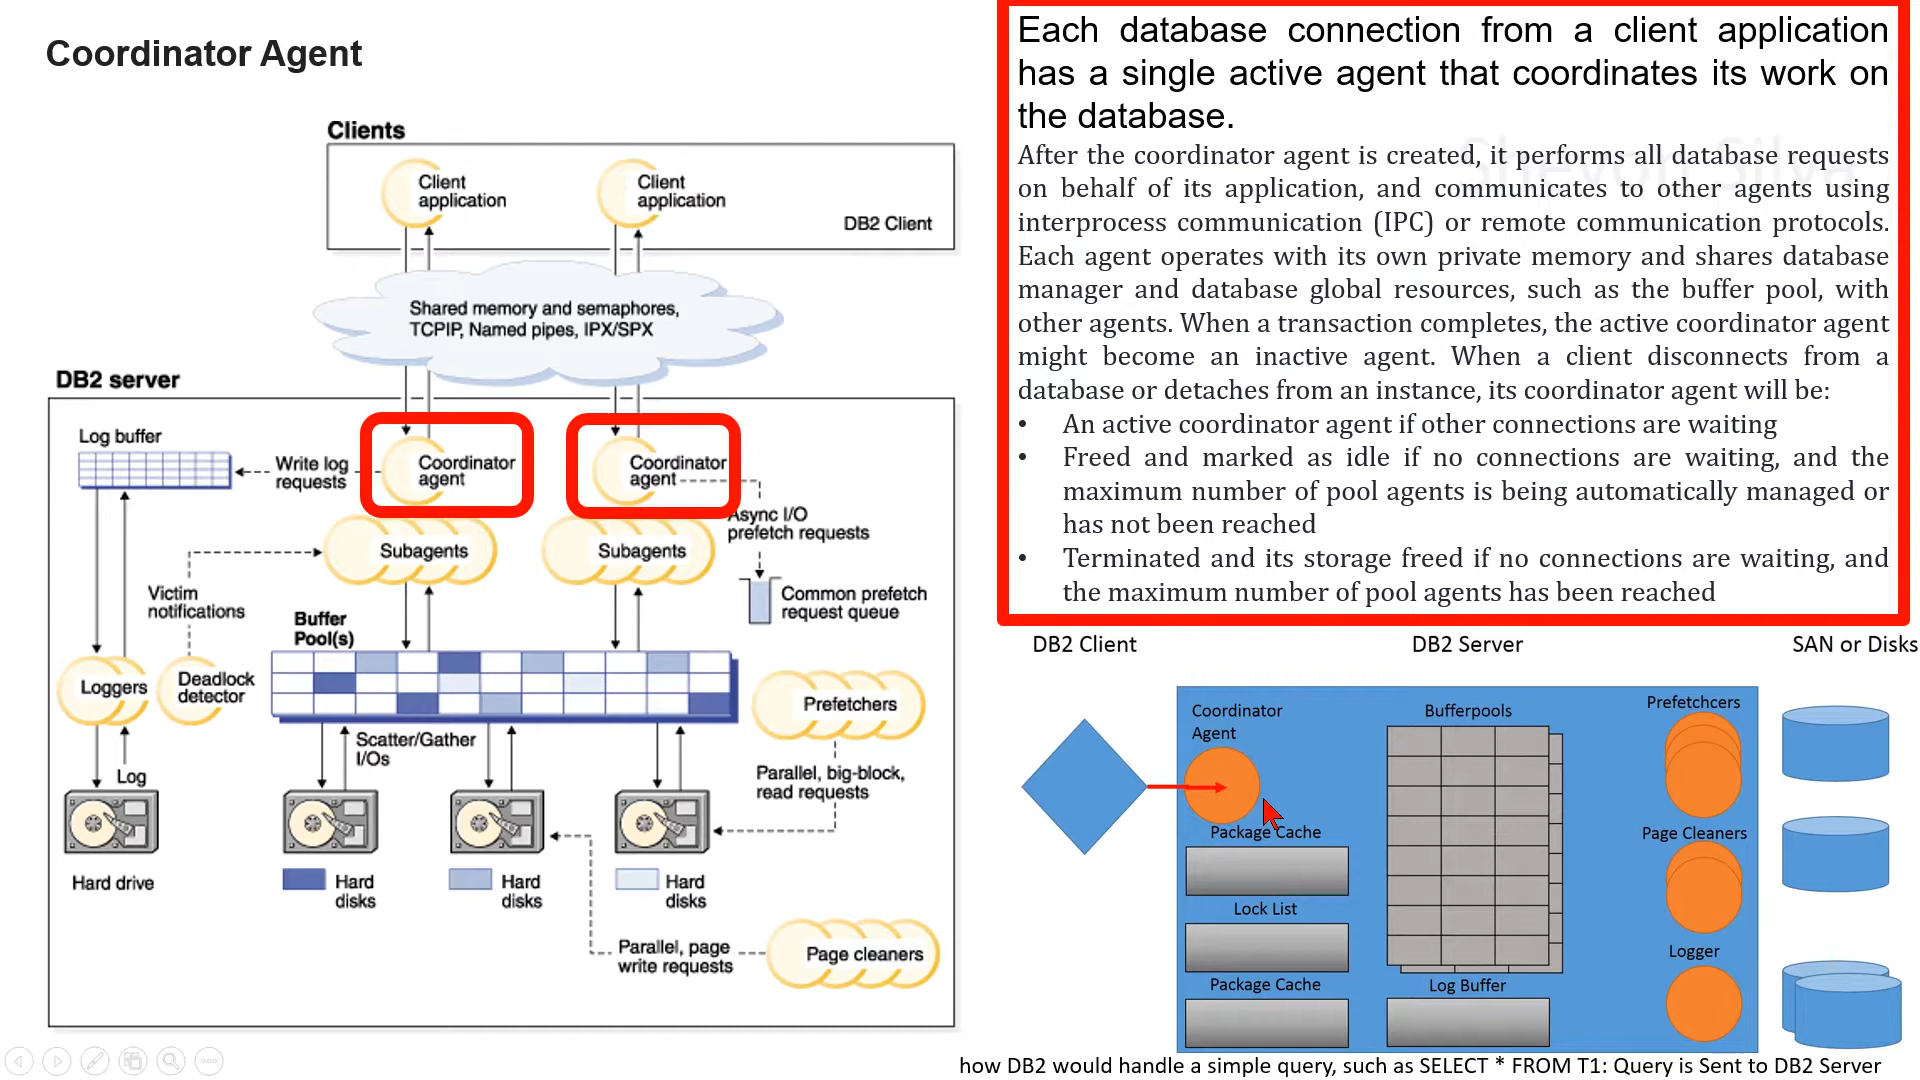 Coordinator Agent
Clients
Client
application
Client
application
DB2 Client
Shared memory and semaphores,
TCPIP, Named pipes, IPX/SPX
DB2 server
Log buffer
Write log
requests
Coordinator
agent
Coordinator
agent
Async I/O
prefetch requests
Subagents
Subagents
Victim
notifications
Common prefetch
request queue
Buffer
Pool(s)
Loggers
Deadlock
detector
Prefetchers
Scatter/Gather
I/Os
Log
Parallel, big-block,
read requests
Hard drive
Hard
disks
Hard
disks
Hard
disks
Parallel, page
write requests
Page cleaners
Each database connection from a client application
has a single active agent that coordinates its work on
the database.
Shevon Silva
After the coordinator agent is created, it performs all database requests
on behalf of its application, and communicates to other agents using
interprocess communication (IPC) or remote communication protocols.
Each agent operates with its own private memory and shares database
manager and database global resources, such as the buffer pool, with
other agents. When a transaction completes, the active coordinator agent
might become an inactive agent. When a client disconnects from a
database or detaches from an instance, its coordinator agent will be:
• An active coordinator agent if other connections are waiting
• Freed and marked as idle if no connections are waiting, and the
maximum number of pool agents is being automatically managed or
has not been reached
• Terminated and its storage freed if no connections are waiting, and
the maximum number of pool agents has been reached
DB2 Client
DB2 Server
SAN or Disks
Coordinator
Agent
Bufferpools
Prefetchcers
Package Cache
Page Cleaners
Lock List
Logger
Package Cache
Log Buffer
how DB2 would handle a simple query, such as SELECT * FROM T1: Query is Sent to DB2 Server